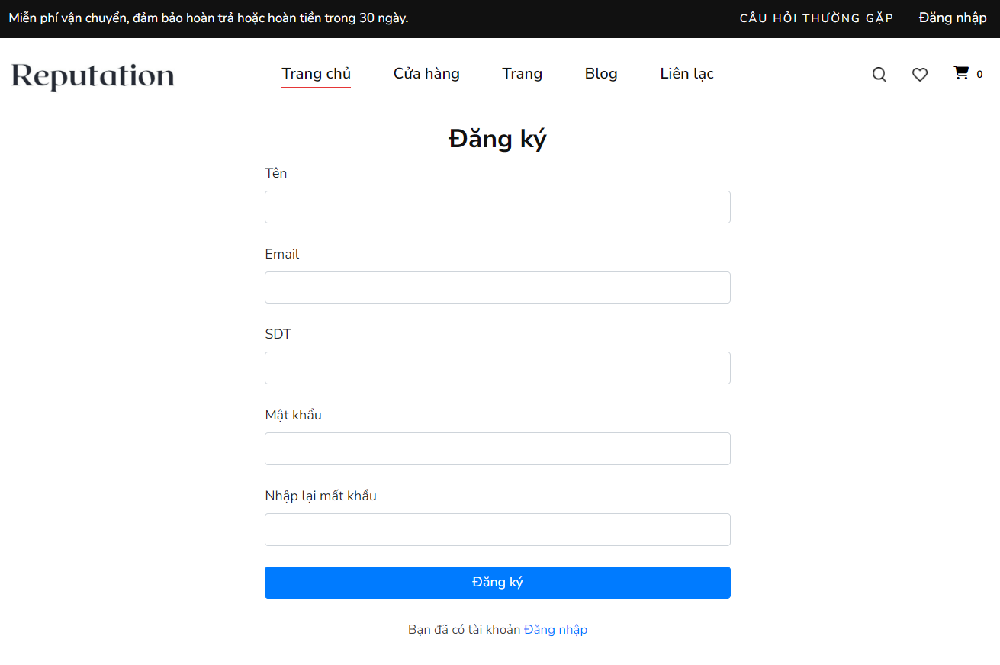 Miễn phí vận chuyển, đảm bảo hoàn trả hoặc hoàn tiền trong 30 ngày.
CÂU HỎI THƯỜNG GẶP Đăng nhập
Reputation Trang chủ Cửa hàng Trang Blog Liên lạc 0
Đăng ký
Tên
Email
SDT
Mật khẩu
Nhập lại mất khẩu
Đăng ký
Bạn đã có tài khoản Đăng nhập